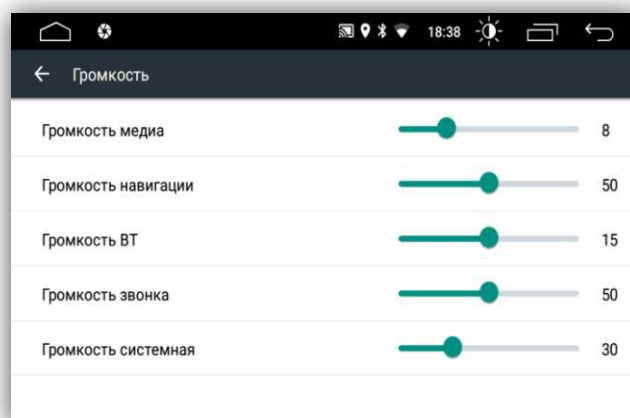 18:38
Громкость
Громкость медиа 8
Громкость навигации 50
Громкость BT 15
Громкость звонка 50
Громкость системная 30